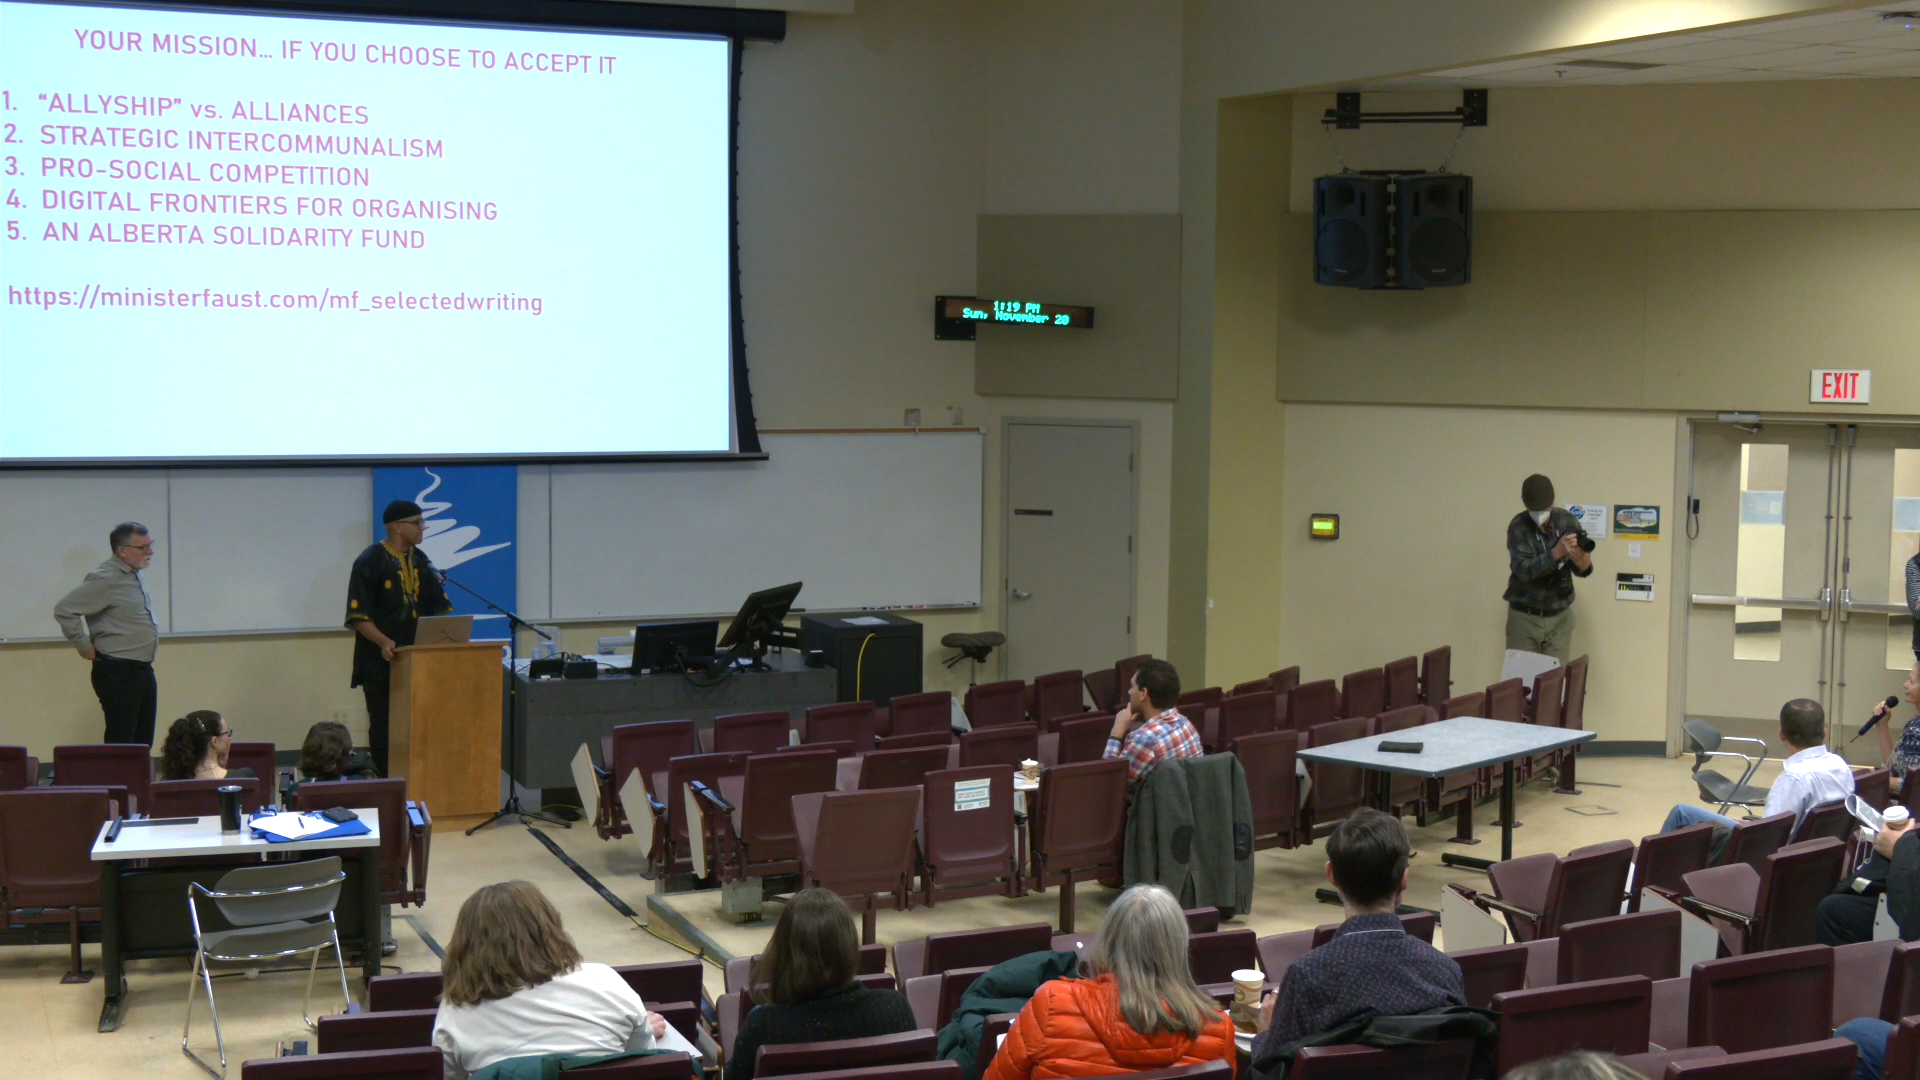 YOUR MISSION... IF YOU CHOOSE TO ACCEPT IT
1. “ALLYSHIP” vs. ALLIANCES
2. STRATEGIC INTERCOMMUNALISM
3. PRO-SOCIAL COMPETITION
4. DIGITAL FRONTIERS FOR ORGANISING
5. AN ALBERTA SOLIDARITY FUND
https://ministerfaust.com/mf_selectedwriting
1:19 PM
Sun, November 20
EXIT